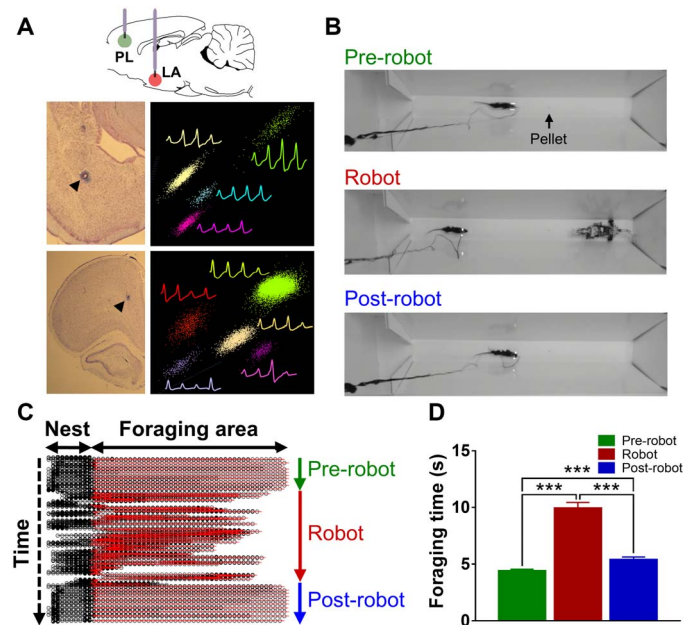 A
PL
LA
B
Pre-robot
Pellet
Robot
Post-robot
C
Nest
Foraging area
Time
Pre-robot
Robot
Post-robot
D
Pre-robot
Robot
Post-robot
Foraging time (s)
15
10
5
0
***
***
***